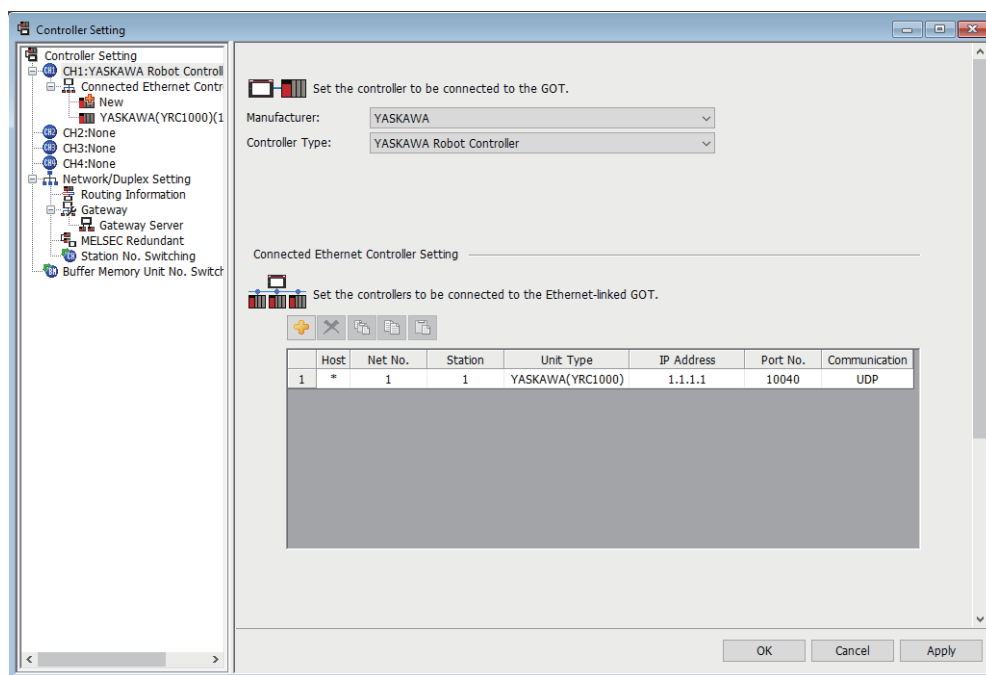 Controller Setting
Controller Setting
CH1:YASKAWA Robot Controll
Connected Ethernet Contr
New
YASKAWA(YRC1000)(1
CH2:None
CH3:None
CH4:None
Network/Duplex Setting
Routing Information
Gateway
Gateway Server
MELSEC Redundant
Station No. Switching
Buffer Memory Unit No. Switch
Set the controller to be connected to the GOT.
Manufacturer: YASKAWA
Controller Type: YASKAWA Robot Controller
Connected Ethernet Controller Setting
Set the controllers to be connected to the Ethernet-linked GOT.
Host Net No. Station Unit Type IP Address Port No. Communication
1 * 1 1 YASKAWA(YRC1000) 1.1.1.1 10040 UDP
OK Cancel Apply